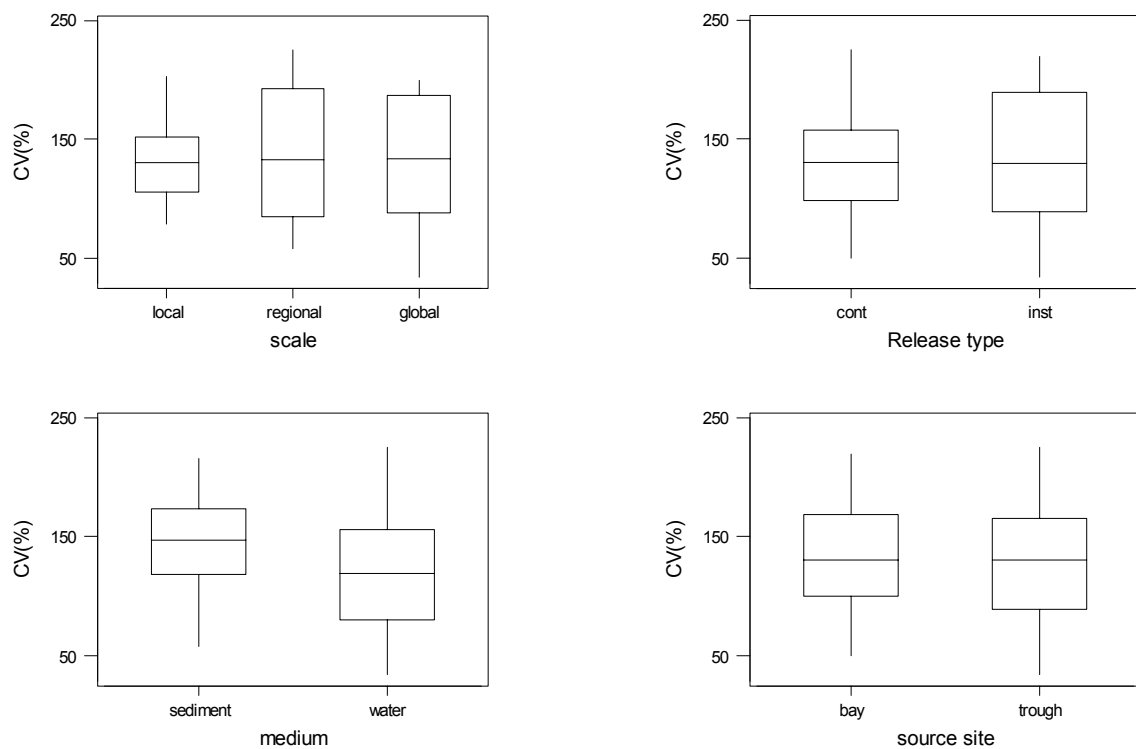 250
150
50
CV(%)
local regional global
scale
250
150
50
CV(%)
cont inst
Release type
250
150
50
CV(%)
sediment water
medium
250
150
50
CV(%)
bay trough
source site